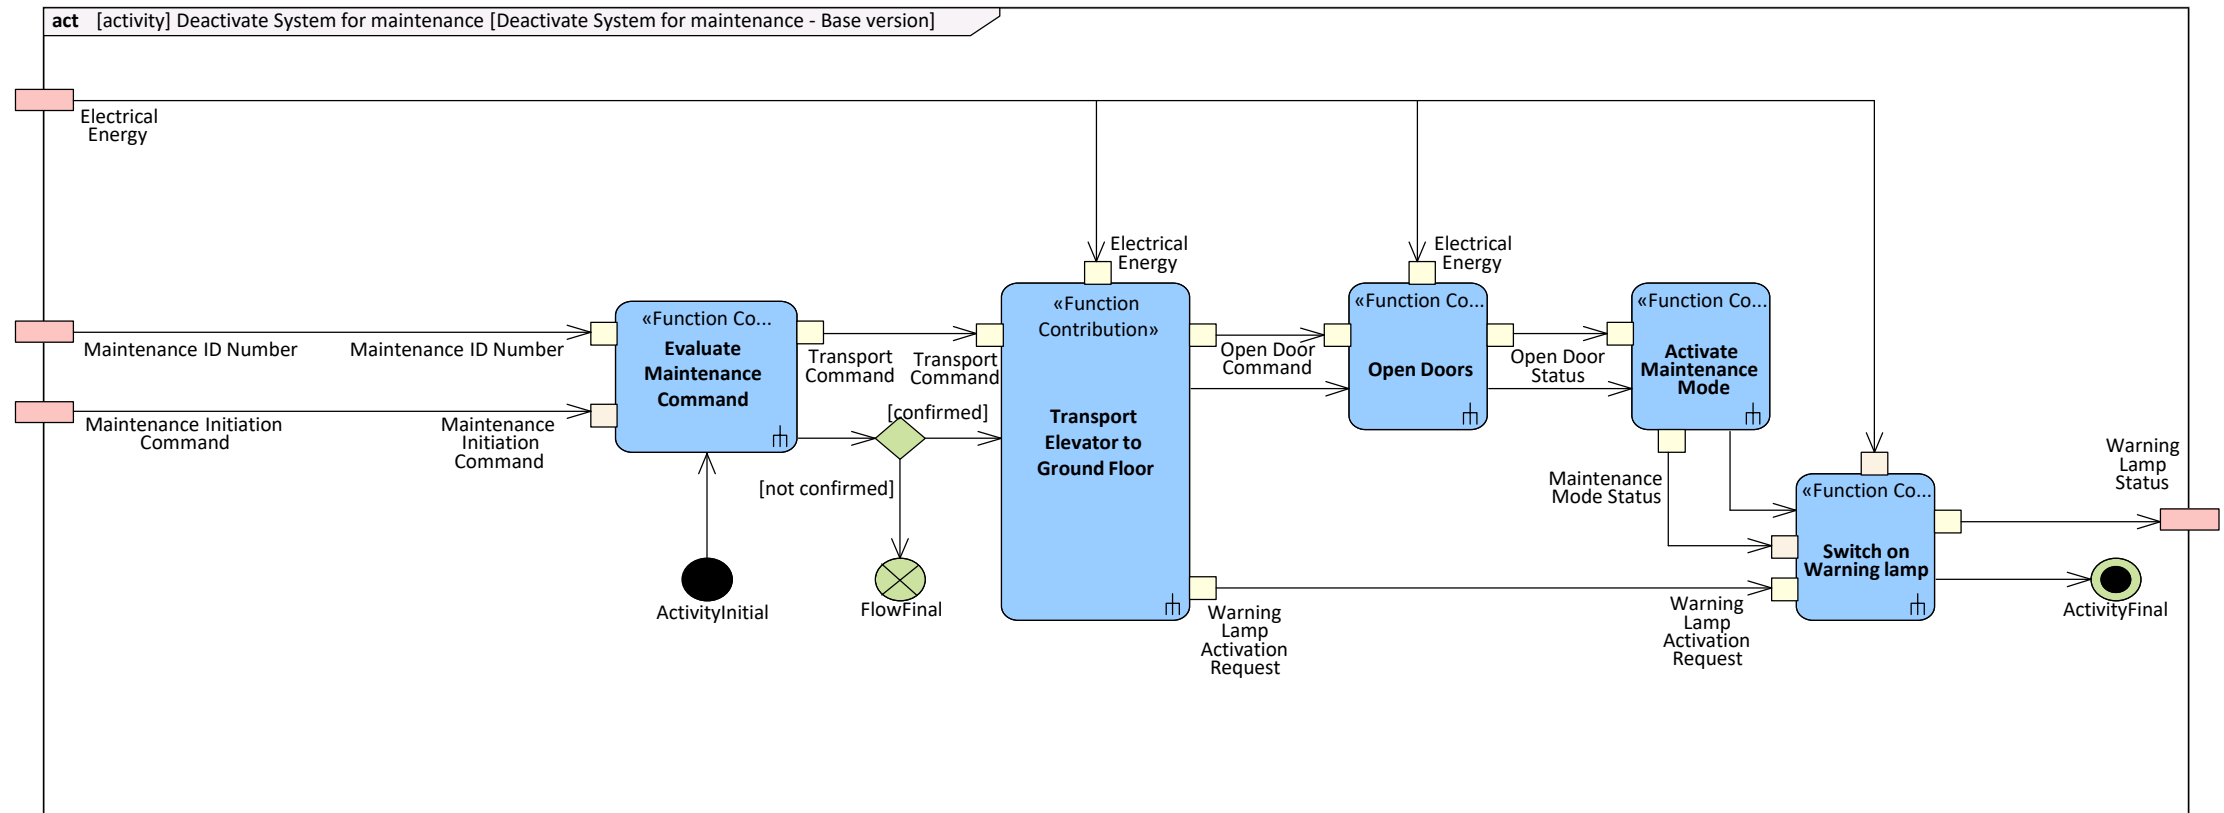 act [activity] Deactivate System for maintenance [Deactivate System for maintenance - Base version]
Electrical
Energy
Electrical
Energy
Electrical
Energy
Maintenance ID Number
Maintenance ID Number
Maintenance Initiation
Command
Maintenance
Initiation
Command
«Function Co...
Evaluate
Maintenance
Command
Transport
Command
Transport
Command
[confirmed]
[not confirmed]
ActivityInitial
FlowFinal
«Function
Contribution»
Transport
Elevator to
Ground Floor
Open Door
Command
«Function Co...
Open Doors
Open Door
Status
«Function Co...
Activate
Maintenance
Mode
Maintenance
Mode Status
Warning
Lamp
Activation
Request
Warning
Lamp
Activation
Request
«Function Co...
Switch on
Warning lamp
Warning
Lamp
Status
ActivityFinal